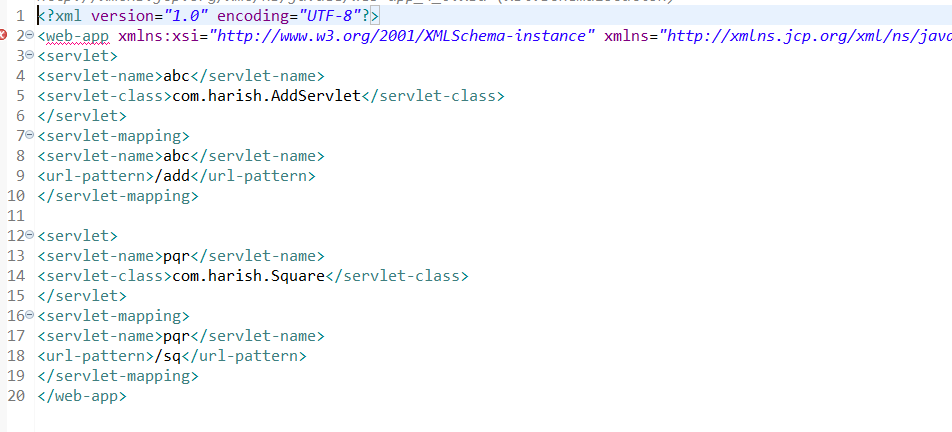 1 <?xml version="1.0" encoding="UTF-8"?>
2 <web-app xmlns:xsi="http://www.w3.org/2001/XMLSchema-instance" xmlns="http://xmlns.jcp.org/xml/ns/java
3 <servlet>
4 <servlet-name>abc</servlet-name>
5 <servlet-class>com.harish.AddServlet</servlet-class>
6 </servlet>
7 <servlet-mapping>
8 <servlet-name>abc</servlet-name>
9 <url-pattern>/add</url-pattern>
10 </servlet-mapping>
11
12 <servlet>
13 <servlet-name>pqr</servlet-name>
14 <servlet-class>com.harish.Square</servlet-class>
15 </servlet>
16 <servlet-mapping>
17 <servlet-name>pqr</servlet-name>
18 <url-pattern>/sq</url-pattern>
19 </servlet-mapping>
20 </web-app>